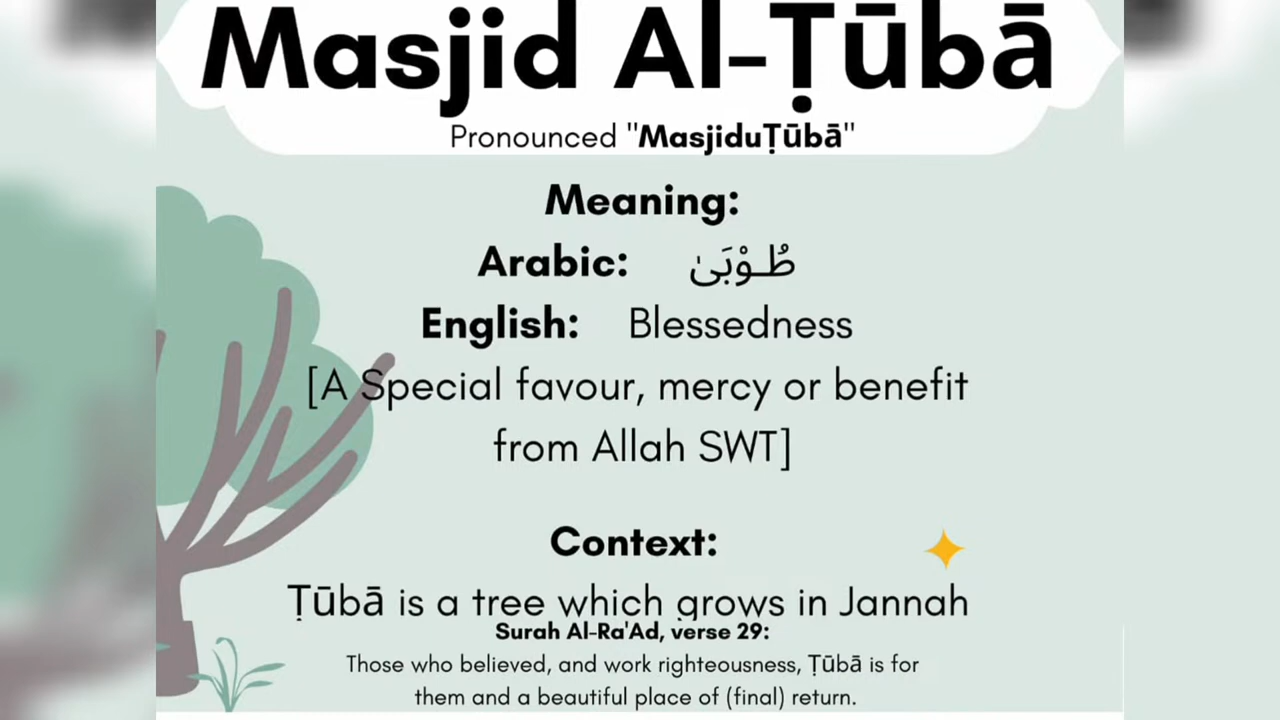 Masjid Al-Ṭūbā
Pronounced "MasjiduṬūbā"
Meaning:
Arabic: طُـوْبَىٰ
English: Blessedness
[A Special favour, mercy or benefit
from Allah SWT]
Context:
Ṭūbā is a tree which grows in Jannah
Surah Al-Ra'Ad, verse 29:
Those who believed, and work righteousness, Ṭūbā is for
them and a beautiful place of (final) return.